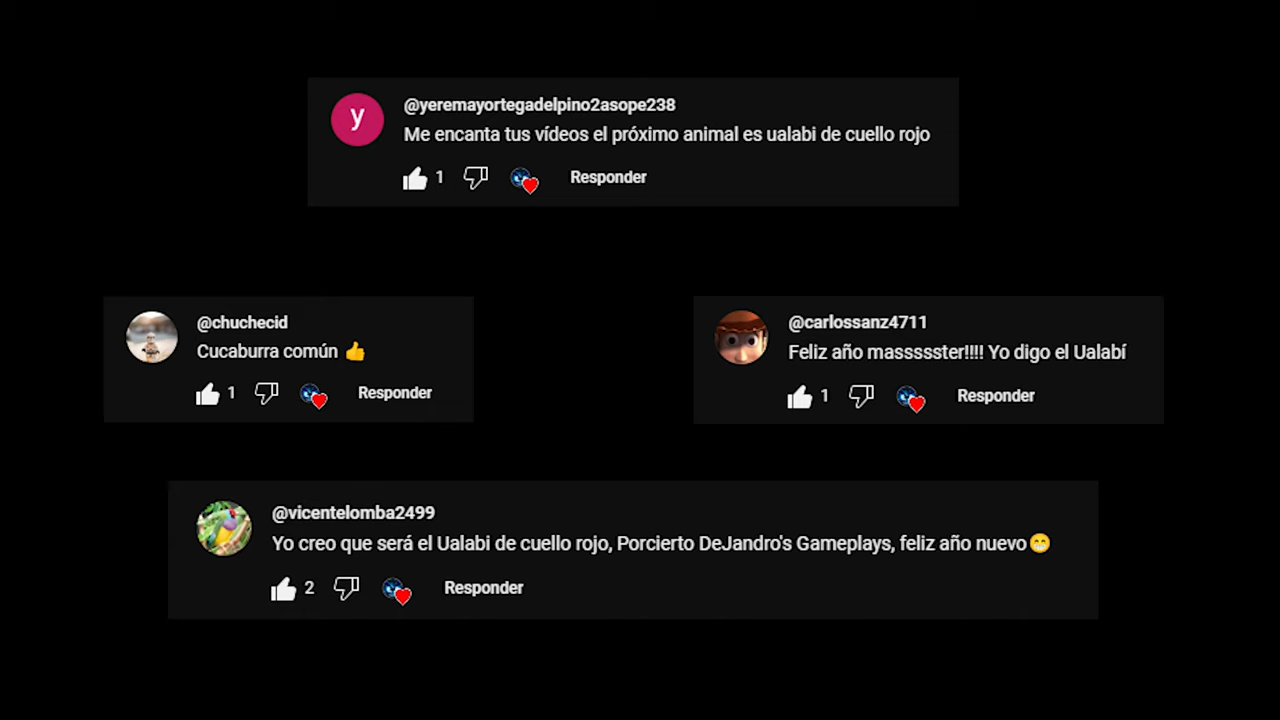 y
@yeremayortegadelpino2asope238
Me encanta tus vídeos el próximo animal es ualabi de cuello rojo
1 Responder
@chuchecid
Cucaburra común 👍
1 Responder
@carlossanz4711
Feliz año masssssster!!!! Yo digo el Ualabí
1 Responder
@vicentelomba2499
Yo creo que será el Ualabi de cuello rojo, Porcierto DeJandro's Gameplays, feliz año nuevo😁
2 Responder